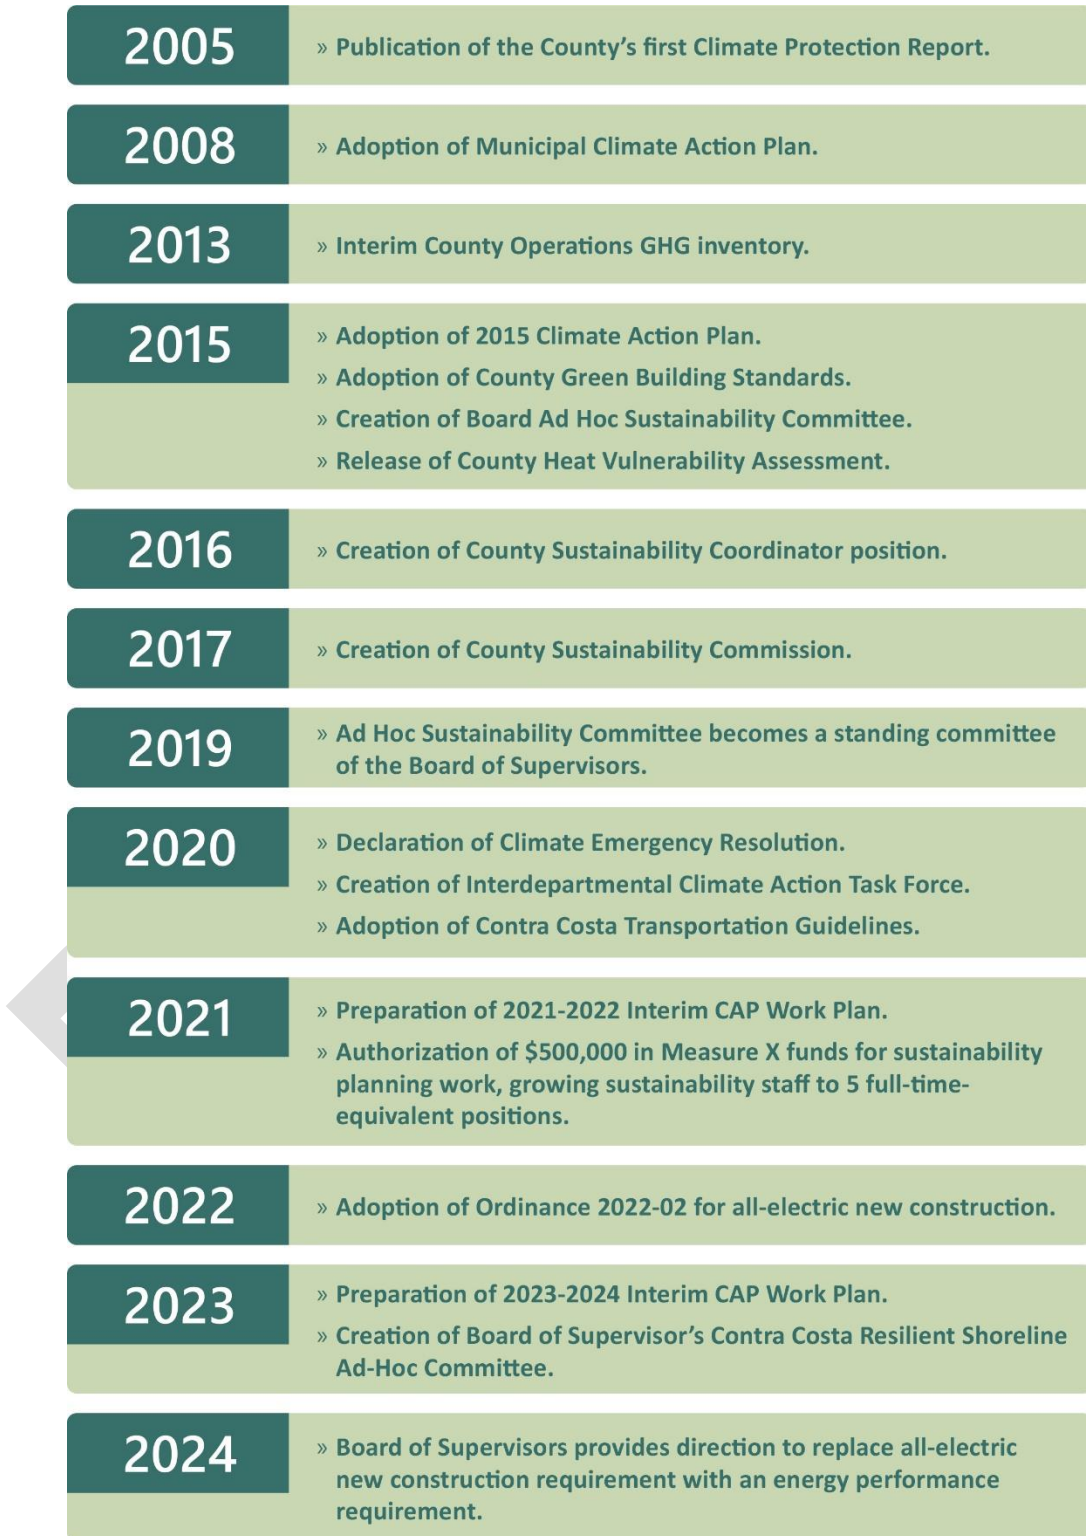 2005
» Publication of the County’s first Climate Protection Report.
2008
» Adoption of Municipal Climate Action Plan.
2013
» Interim County Operations GHG inventory.
2015
» Adoption of 2015 Climate Action Plan.
» Adoption of County Green Building Standards.
» Creation of Board Ad Hoc Sustainability Committee.
» Release of County Heat Vulnerability Assessment.
2016
» Creation of County Sustainability Coordinator position.
2017
» Creation of County Sustainability Commission.
2019
» Ad Hoc Sustainability Committee becomes a standing committee
of the Board of Supervisors.
2020
» Declaration of Climate Emergency Resolution.
» Creation of Interdepartmental Climate Action Task Force.
» Adoption of Contra Costa Transportation Guidelines.
2021
» Preparation of 2021-2022 Interim CAP Work Plan.
» Authorization of $500,000 in Measure X funds for sustainability
planning work, growing sustainability staff to 5 full-time-
equivalent positions.
2022
» Adoption of Ordinance 2022-02 for all-electric new construction.
2023
» Preparation of 2023-2024 Interim CAP Work Plan.
» Creation of Board of Supervisor’s Contra Costa Resilient Shoreline
Ad-Hoc Committee.
2024
» Board of Supervisors provides direction to replace all-electric
new construction requirement with an energy performance
requirement.